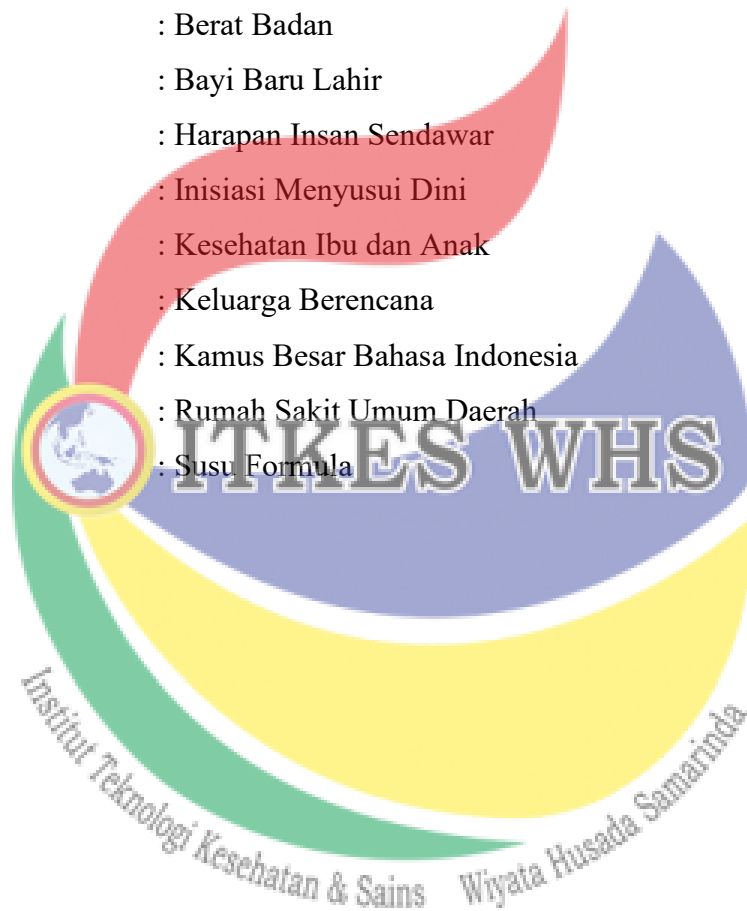 : Berat Badan
: Bayi Baru Lahir
: Harapan Insan Sendawar
: Inisiasi Menyusui Dini
: Kesehatan Ibu dan Anak
: Keluarga Berencana
: Kamus Besar Bahasa Indonesia
: Rumah Sakit Umum Daerah
: Susu Formula
ITKES WHS
Institut Teknologi Kesehatan & Sains Wiyata Husada Samarinda